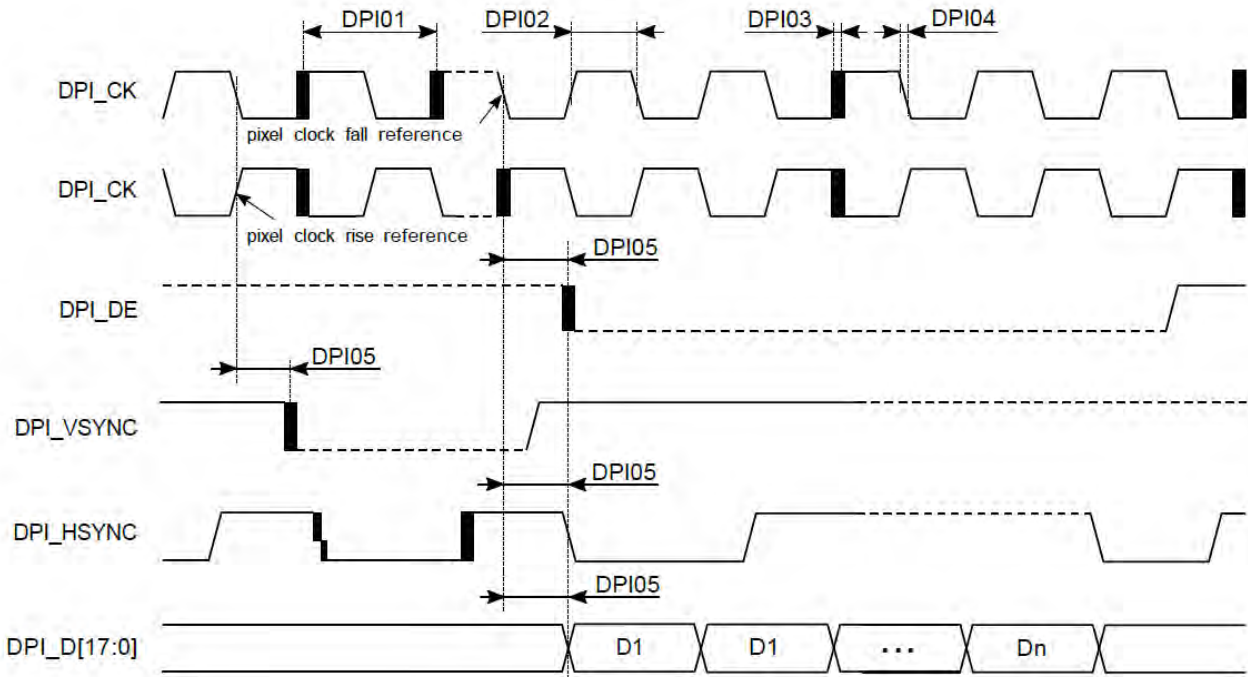 DPI01 DPI02 DPI03 DPI04
DPI_CK
pixel clock fall reference
DPI_CK
pixel clock rise reference
DPI05
DPI_DE
DPI05
DPI_VSYNC
DPI05
DPI_HSYNC
DPI05
DPI_D[17:0] D1 D1 ... Dn